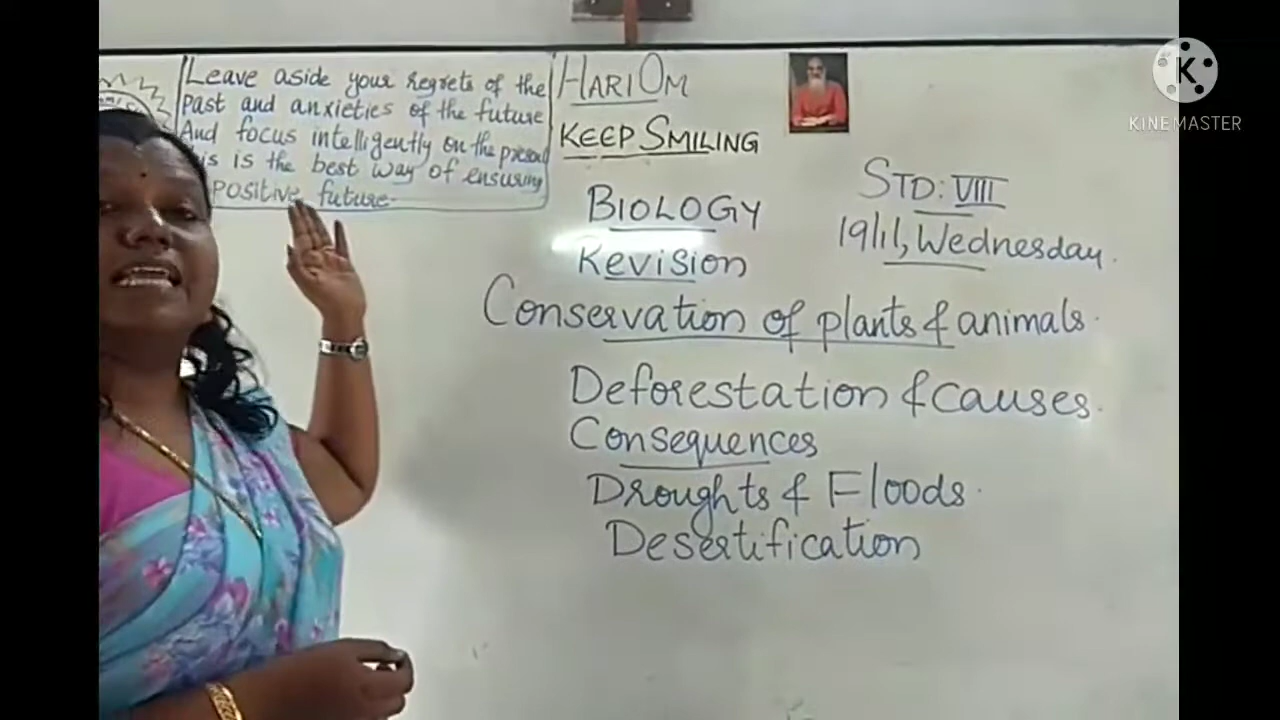 Leave aside your regrets of the
past and anxieties of the future
And focus intelligently on the present
is is the best way of ensuring
positive future.
HARI OM
KEEP SMILING
BIOLOGY
Revision
STD: VIII
19/11, Wednesday.
Conservation of plants & animals.
Deforestation & causes.
Consequences
Droughts & Floods.
Desertification
K
KINEMASTER